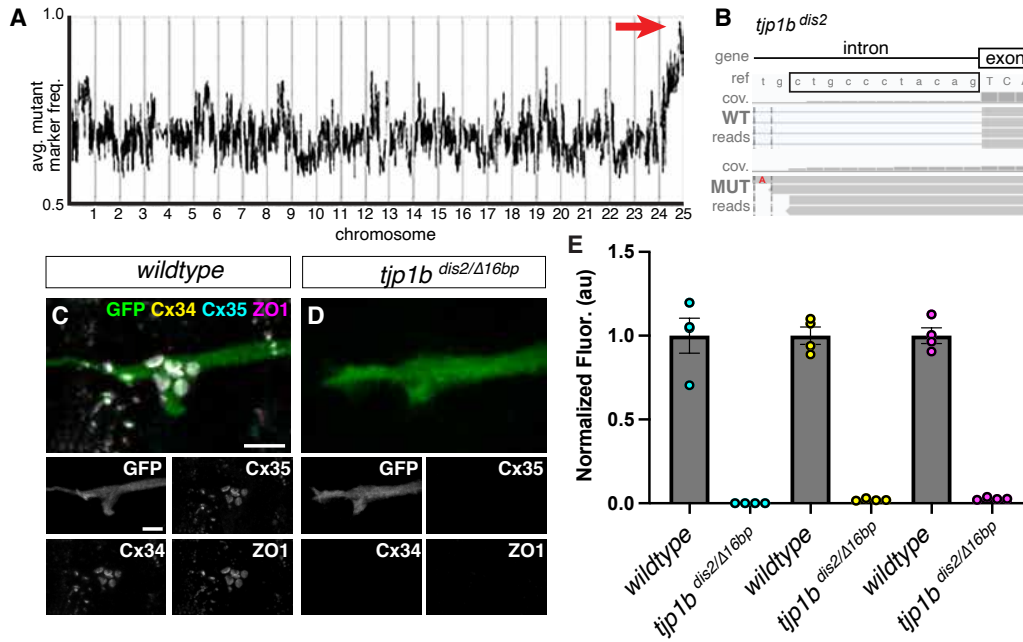 A
1.0
0.5
avg. mutant
marker freq.
1 2 3 4 5 6 7 8 9 10 11 12 13 14 15 16 17 18 19 20 21 22 23 24 25
chromosome
B
tjp1b dis2
gene
intron
exon
ref
t g c t g c c c t a c a g T C A
cov.
WT
reads
cov.
A
MUT
reads
wildtype
tjp1b dis2/Δ16bp
C
GFP Cx34 Cx35 ZO1
D
GFP
Cx35
GFP
Cx35
Cx34
ZO1
Cx34
ZO1
E
Normalized Fluor. (au)
1.5
1.0
0.5
0.0
wildtype
tjp1b dis2/Δ16bp
wildtype
tjp1b dis2/Δ16bp
wildtype
tjp1b dis2/Δ16bp